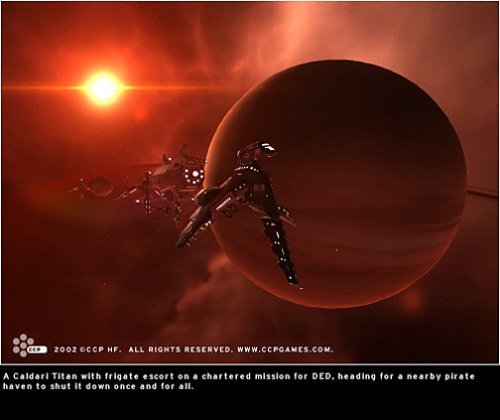 CCP 2002 ©CCP HF. ALL RIGHTS RESERVED. WWW.CCPGAMES.COM.
A Caldari Titan with frigate escort on a chartered mission for DED, heading for a nearby pirate
haven to shut it down once and for all.